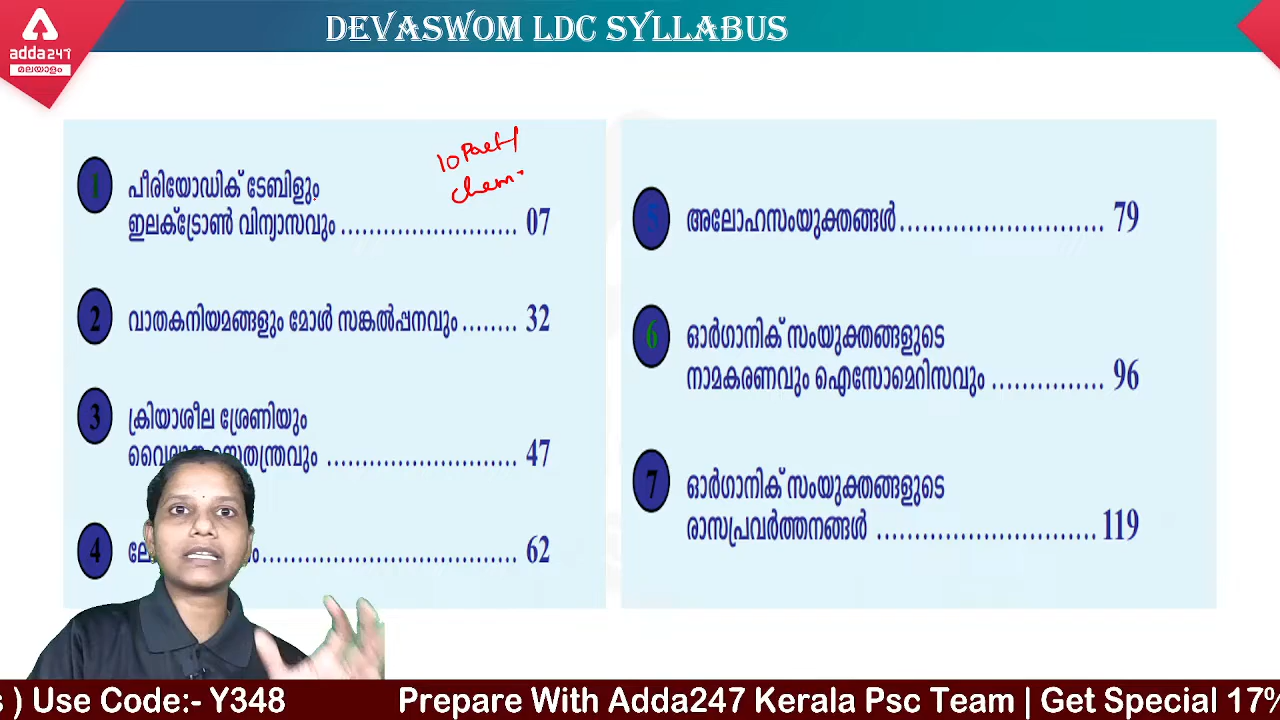 DEVASWOM LDC SYLLABUS
adda247
മലയാളം
10 Part 1
chem
1 പീരിയോഡിക് ടേബിളും
ഇലക്ട്രോൺ വിന്യാസവും ........................ 07
2 വാതകനിയമങ്ങളും മോൾ സങ്കൽപ്പനവും ........ 32
3 ക്രിയാശീല ശ്രേണിയും
47
4
62
5 അലോഹസംയുക്തങ്ങൾ ........................... 79
6 ഓർഗാനിക് സംയുക്തങ്ങളുടെ
നാമകരണവും ഐസോമെറിസവും ............... 96
7 ഓർഗാനിക് സംയുക്തങ്ങളുടെ
രാസപ്രവർത്തനങ്ങൾ ............................. 119
s ) Use Code:- Y348 Prepare With Adda247 Kerala Psc Team | Get Special 17%